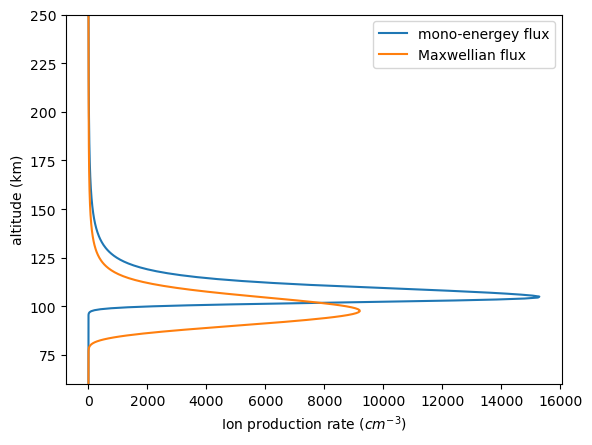 250
225
200
175
150
125
100
75
altitude (km)
mono-energey flux
Maxwellian flux
0 2000 4000 6000 8000 10000 12000 14000 16000
Ion production rate (cm⁻³)